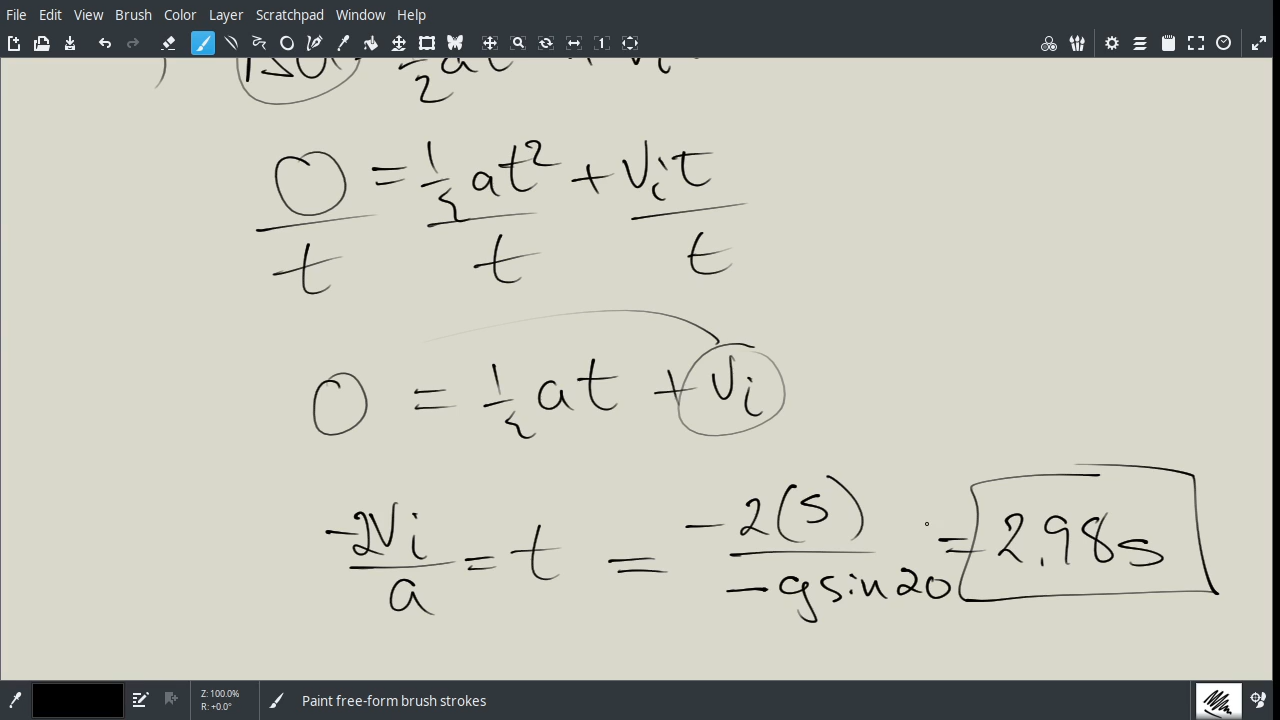 File Edit View Brush Color Layer Scratchpad Window Help
0 = 1/2 at² + Vit
t t t
0 = 1/2 at + Vi
-2Vi/a = t = -2(5)/-gsin20 = 2.98s
Z: 100.0%
R: +0.0°
Paint free-form brush strokes